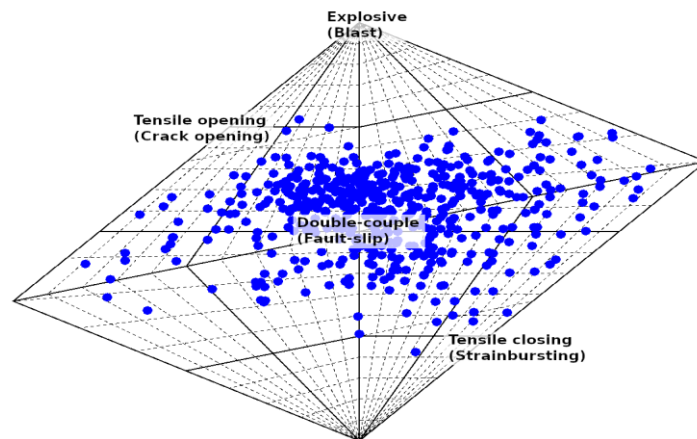 Explosive
(Blast)
Tensile opening
(Crack opening)
Double-couple
(Fault-slip)
Tensile closing
(Strainbursting)